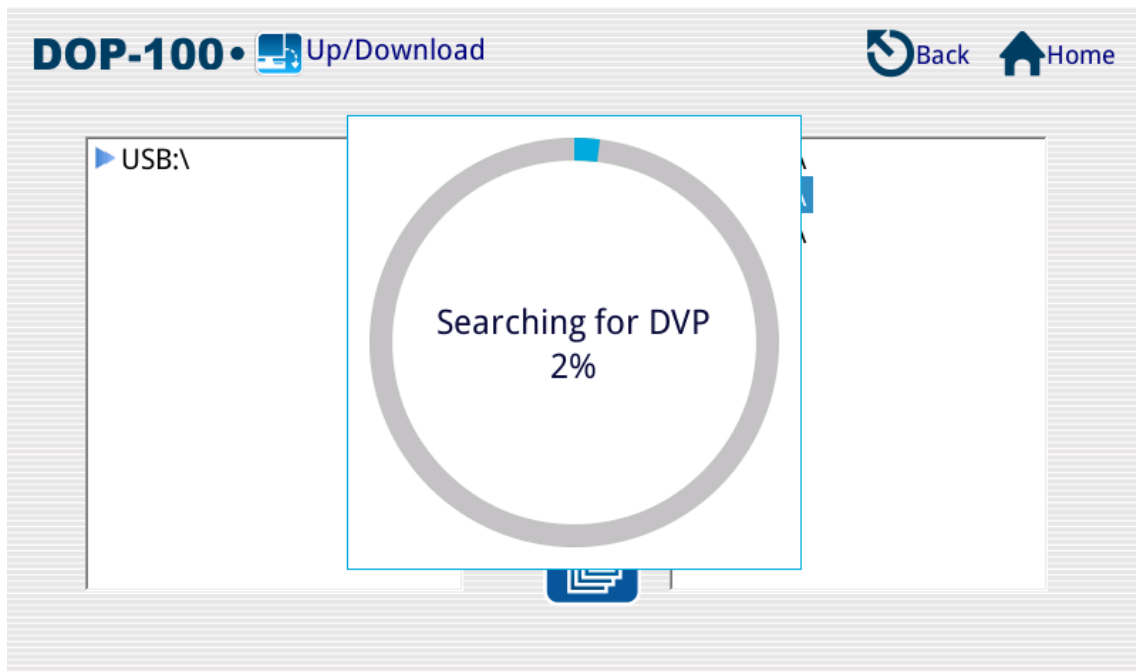 DOP-100• Up/Download
Back
Home
USB:\
\
\
\
Searching for DVP
2%